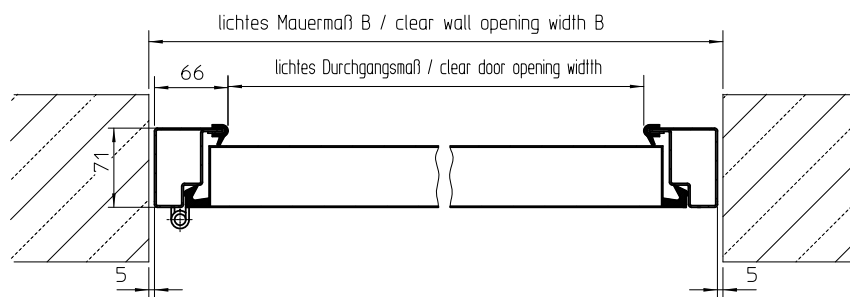 lichtes Mauermaß B / clear wall opening width B
66
lichtes Durchgangsmaß / clear door opening widtth
71
5
5